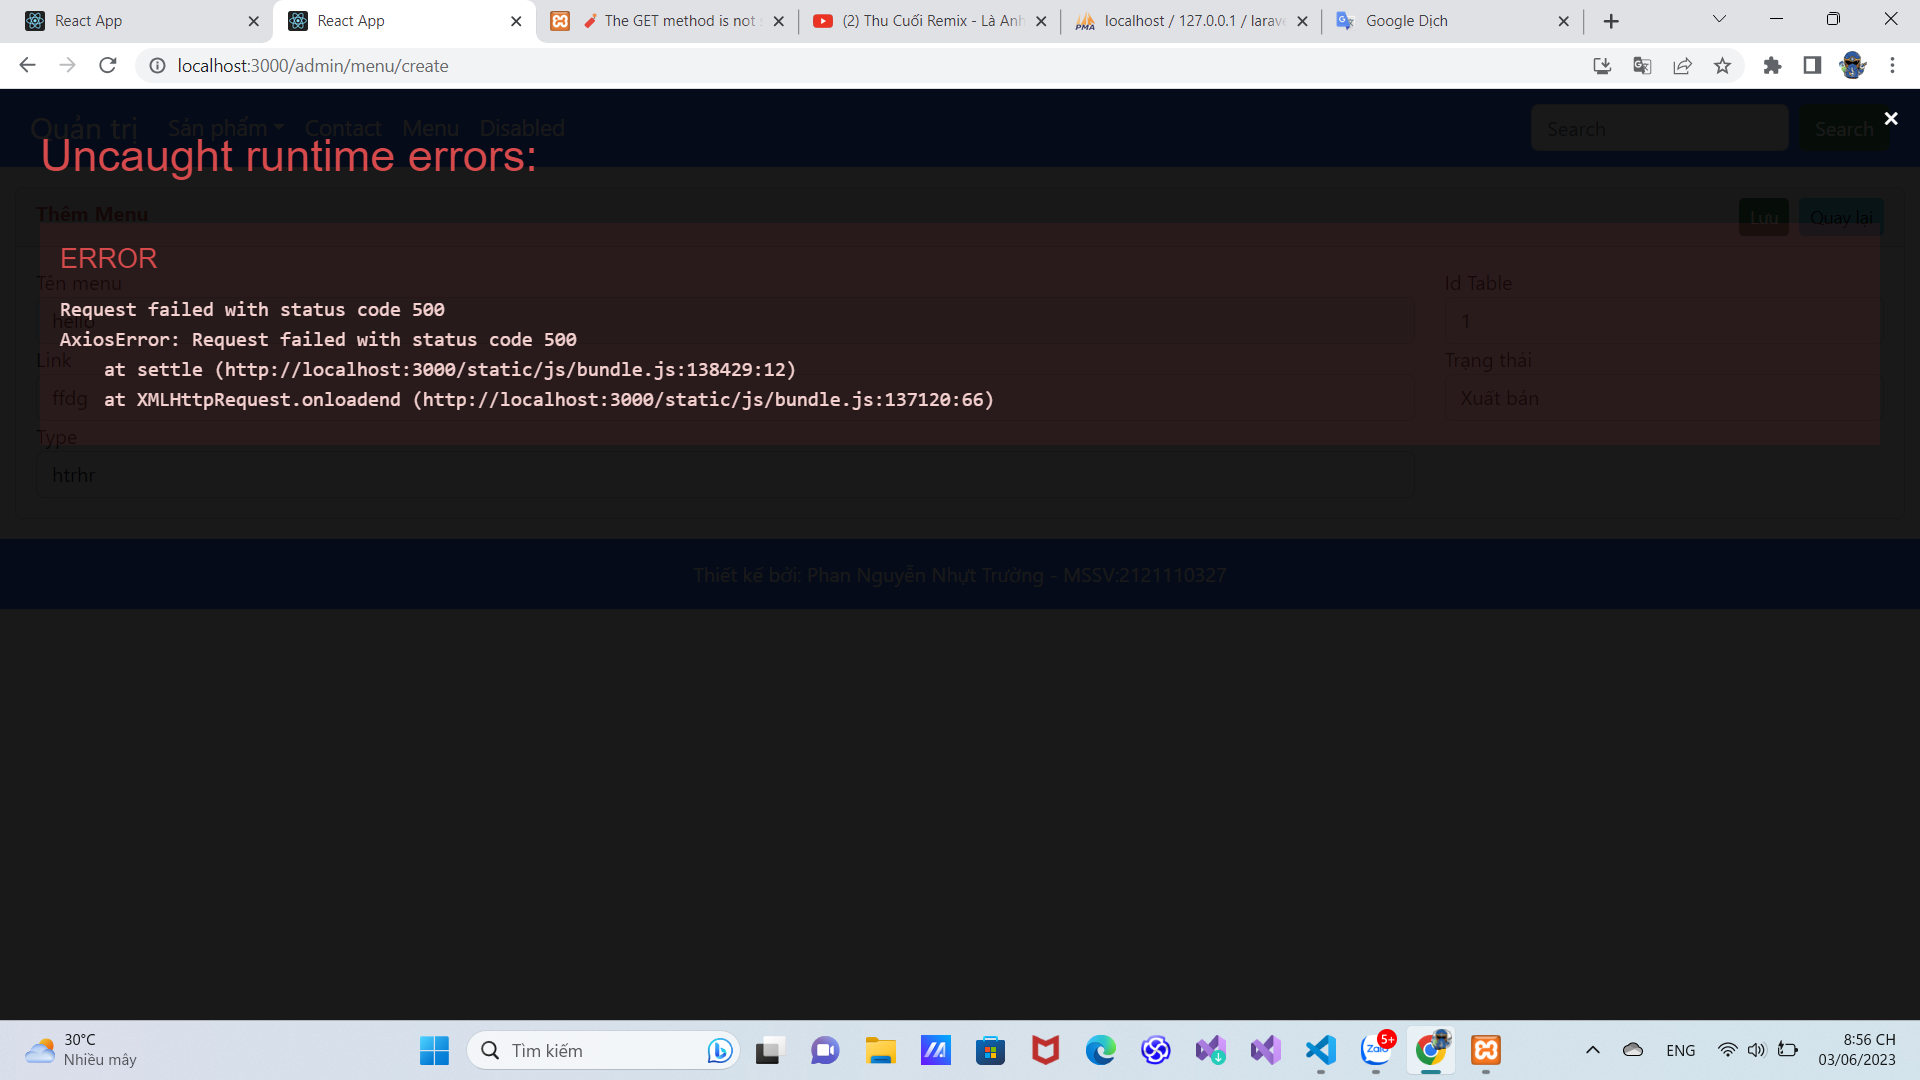 React App
React App
The GET method is not s
(2) Thu Cuối Remix - Là Anh
localhost / 127.0.0.1 / larave
Google Dịch
localhost:3000/admin/menu/create
Quản trị
Sản phẩm
Contact
Menu
Disabled
Search
Search
Uncaught runtime errors:
Thêm Menu
Lưu
Quay lại
ERROR
Tên menu
Id Table
Request failed with status code 500
hello
1
AxiosError: Request failed with status code 500
Link
Trạng thái
at settle (http://localhost:3000/static/js/bundle.js:138429:12)
ffdg
at XMLHttpRequest.onloadend (http://localhost:3000/static/js/bundle.js:137120:66)
Xuất bản
Type
htrhr
Thiết kế bởi: Phan Nguyễn Nhựt Trường - MSSV:2121110327
30°C
Nhiều mây
Tìm kiếm
Zalo
5+
ENG
8:56 CH
03/06/2023